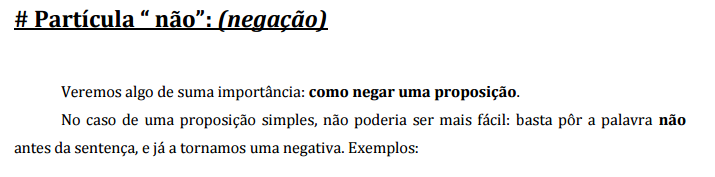 # Partícula “ não”: (negação)
Veremos algo de suma importância: como negar uma proposição.
No caso de uma proposição simples, não poderia ser mais fácil: basta pôr a palavra não
antes da sentença, e já a tornamos uma negativa. Exemplos: